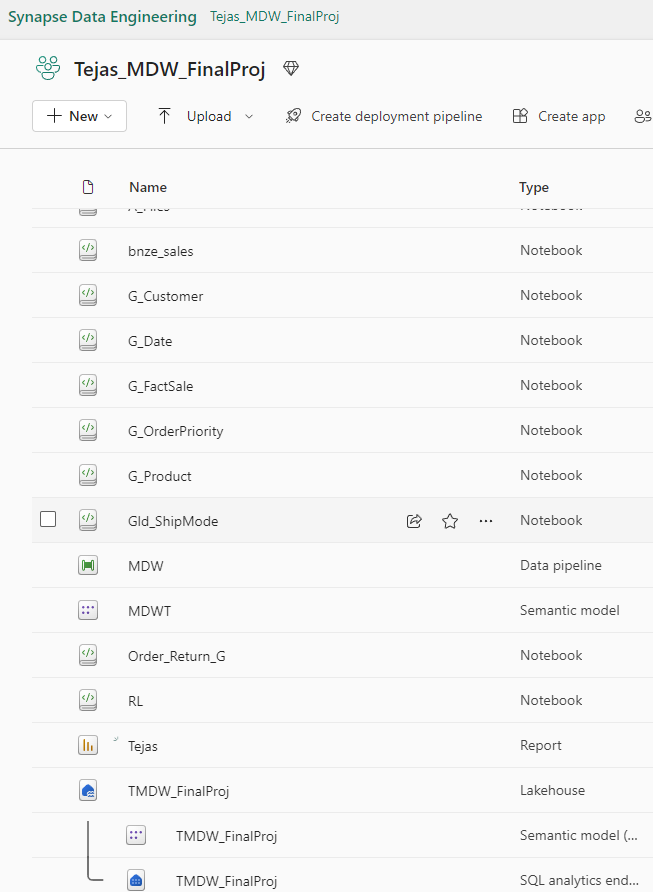 Synapse Data Engineering Tejas_MDW_FinalProj
Tejas_MDW_FinalProj
New Upload Create deployment pipeline Create app
Name Type
bnze_sales Notebook
G_Customer Notebook
G_Date Notebook
G_FactSale Notebook
G_OrderPriority Notebook
G_Product Notebook
Gld_ShipMode Notebook
MDW Data pipeline
MDWT Semantic model
Order_Return_G Notebook
RL Notebook
Tejas Report
TMDW_FinalProj Lakehouse
TMDW_FinalProj Semantic model (...
TMDW_FinalProj SQL analytics end...